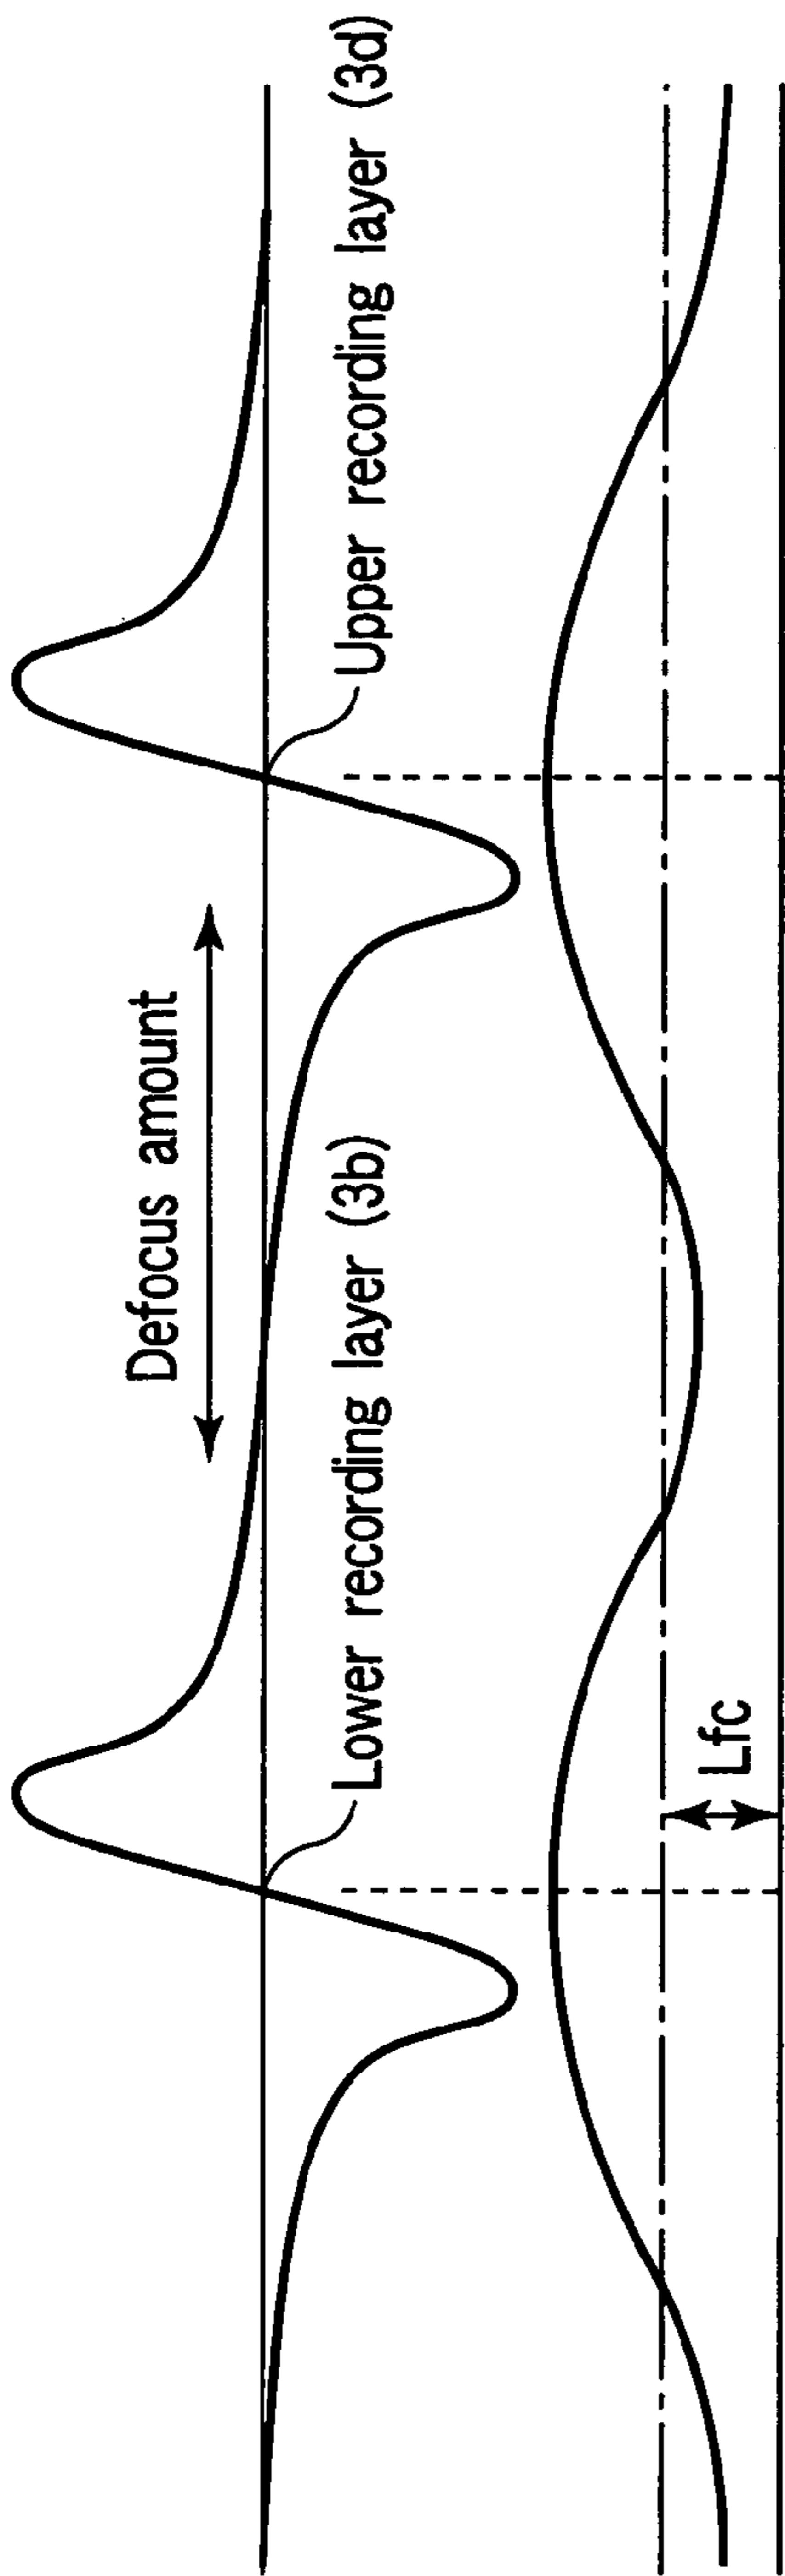 Defocus amount
Upper recording layer (3d)
Lower recording layer (3b)
Lfc